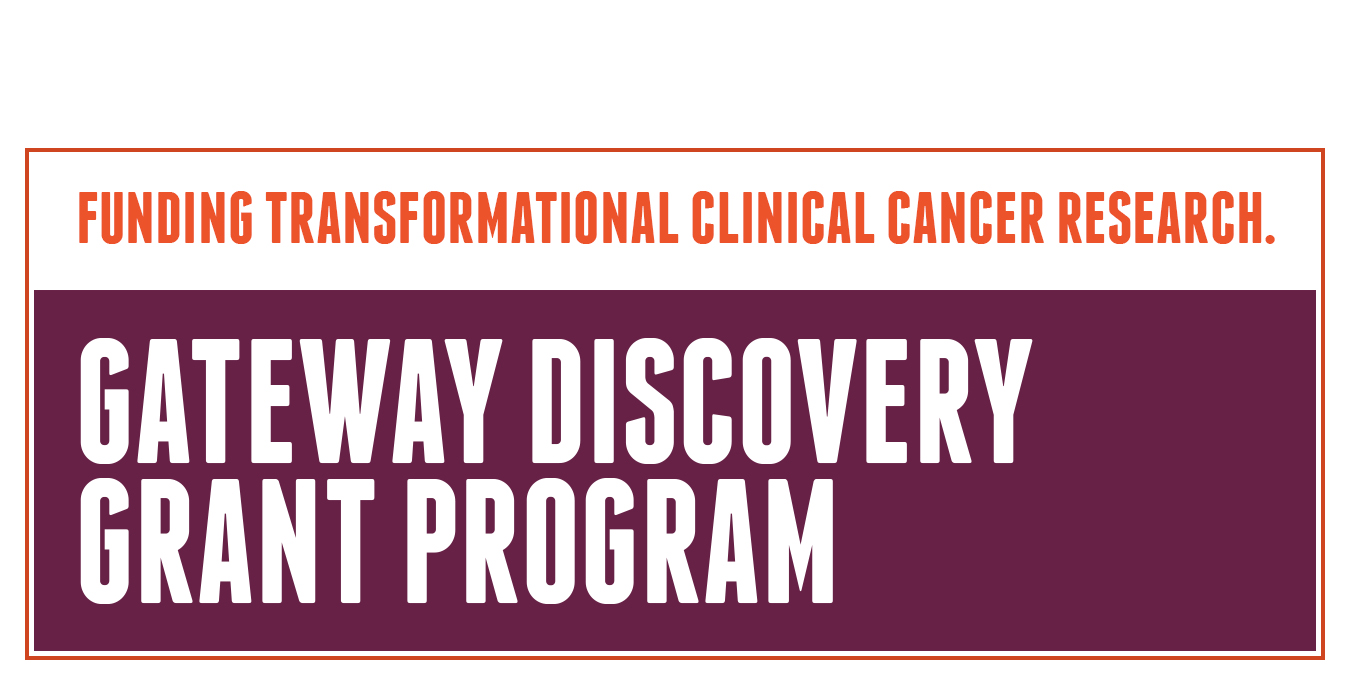 FUNDING TRANSFORMATIONAL CLINICAL CANCER RESEARCH.
GATEWAY DISCOVERY
GRANT PROGRAM